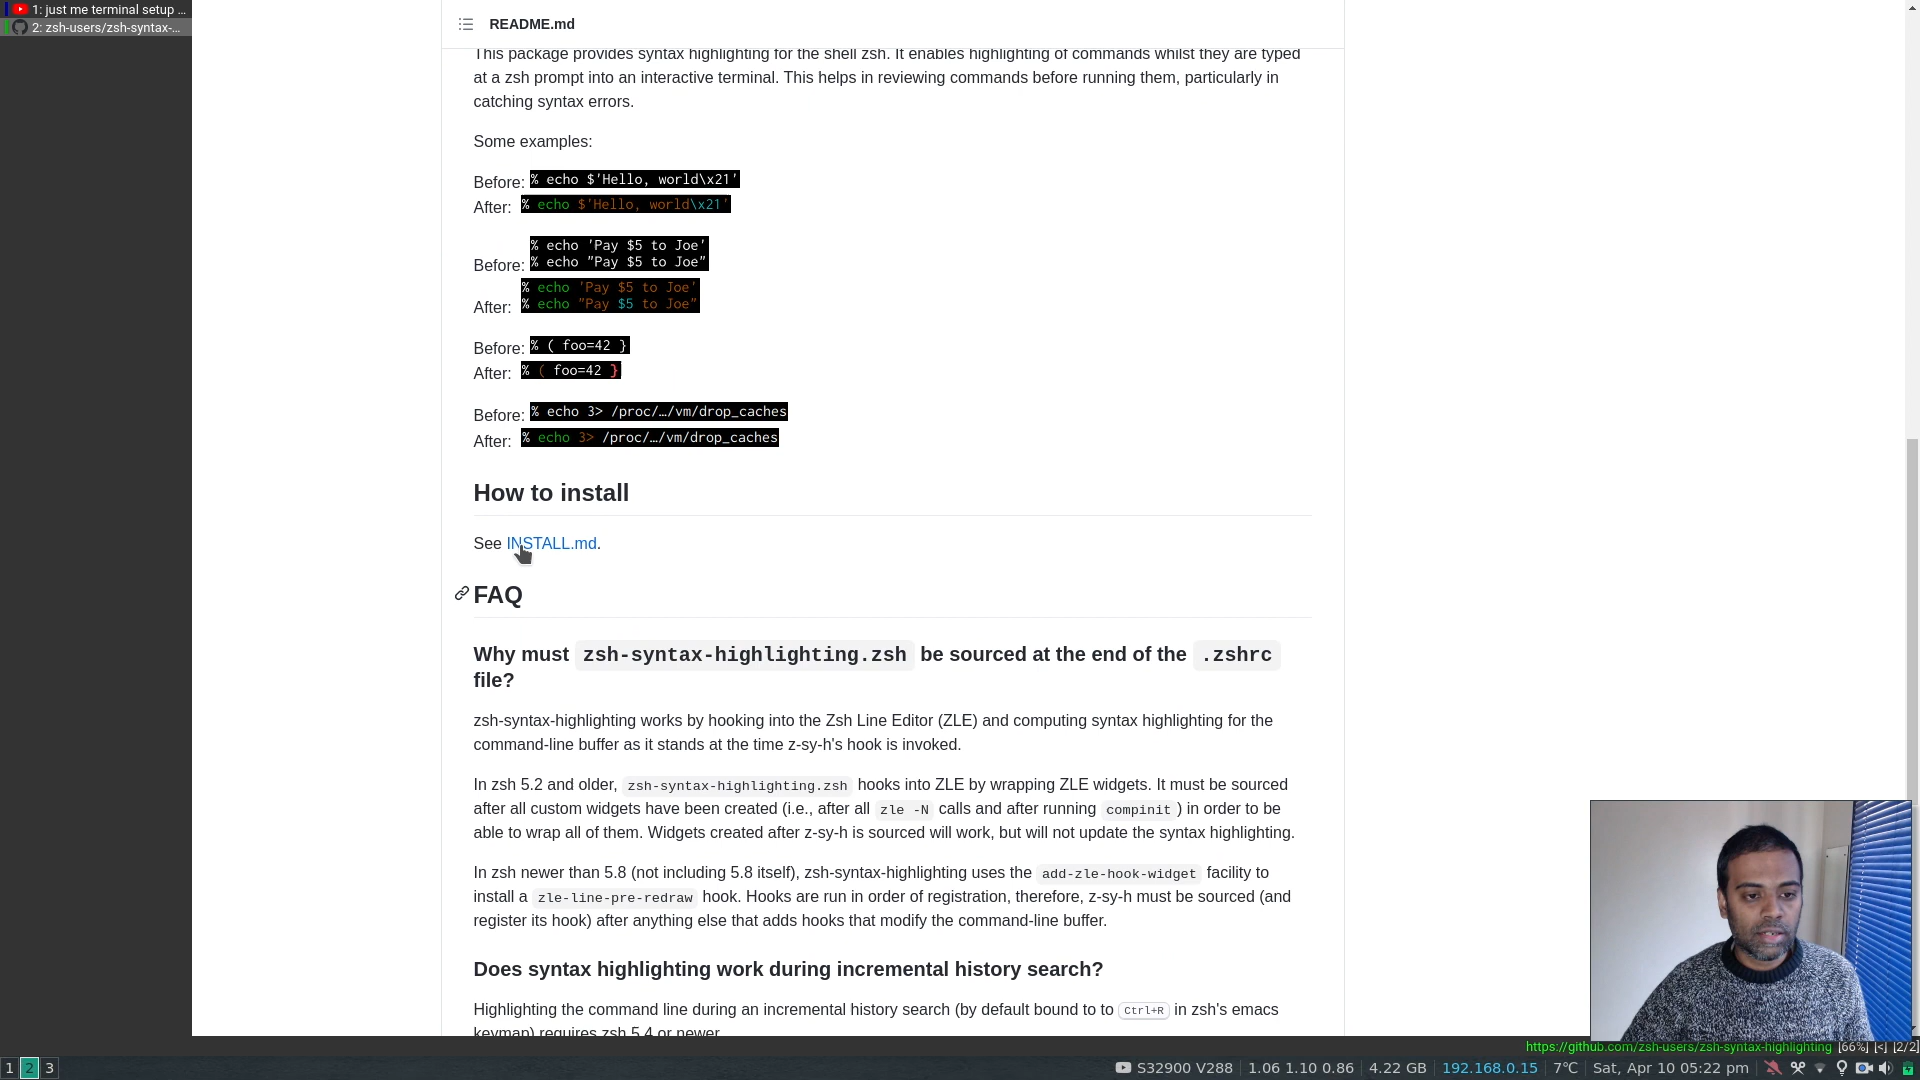 1: just me terminal setup ...
2: zsh-users/zsh-syntax-...
README.md
This package provides syntax highlighting for the shell zsh. It enables highlighting of commands whilst they are typed
at a zsh prompt into an interactive terminal. This helps in reviewing commands before running them, particularly in
catching syntax errors.
Some examples:
Before: % echo $'Hello, world\x21'
After: % echo $'Hello, world\x21'
% echo 'Pay $5 to Joe'
Before: % echo "Pay $5 to Joe"
% echo 'Pay $5 to Joe'
After: % echo "Pay $5 to Joe"
Before: % ( foo=42 }
After: % ( foo=42 }
Before: % echo 3> /proc/…/vm/drop_caches
After: % echo 3> /proc/…/vm/drop_caches
How to install
See INSTALL.md.
FAQ
Why must zsh-syntax-highlighting.zsh be sourced at the end of the .zshrc
file?
zsh-syntax-highlighting works by hooking into the Zsh Line Editor (ZLE) and computing syntax highlighting for the
command-line buffer as it stands at the time z-sy-h's hook is invoked.
In zsh 5.2 and older, zsh-syntax-highlighting.zsh hooks into ZLE by wrapping ZLE widgets. It must be sourced
after all custom widgets have been created (i.e., after all zle -N calls and after running compinit ) in order to be
able to wrap all of them. Widgets created after z-sy-h is sourced will work, but will not update the syntax highlighting.
In zsh newer than 5.8 (not including 5.8 itself), zsh-syntax-highlighting uses the add-zle-hook-widget facility to
install a zle-line-pre-redraw hook. Hooks are run in order of registration, therefore, z-sy-h must be sourced (and
register its hook) after anything else that adds hooks that modify the command-line buffer.
Does syntax highlighting work during incremental history search?
Highlighting the command line during an incremental history search (by default bound to to Ctrl+R in zsh's emacs
keymap) requires zsh 5.4 or newer.
https://github.com/zsh-users/zsh-syntax-highlighting [66%] [<] [2/2]
1 2 3
S32900 V288 1.06 1.10 0.86 4.22 GB 192.168.0.15 7°C Sat, Apr 10 05:22 pm